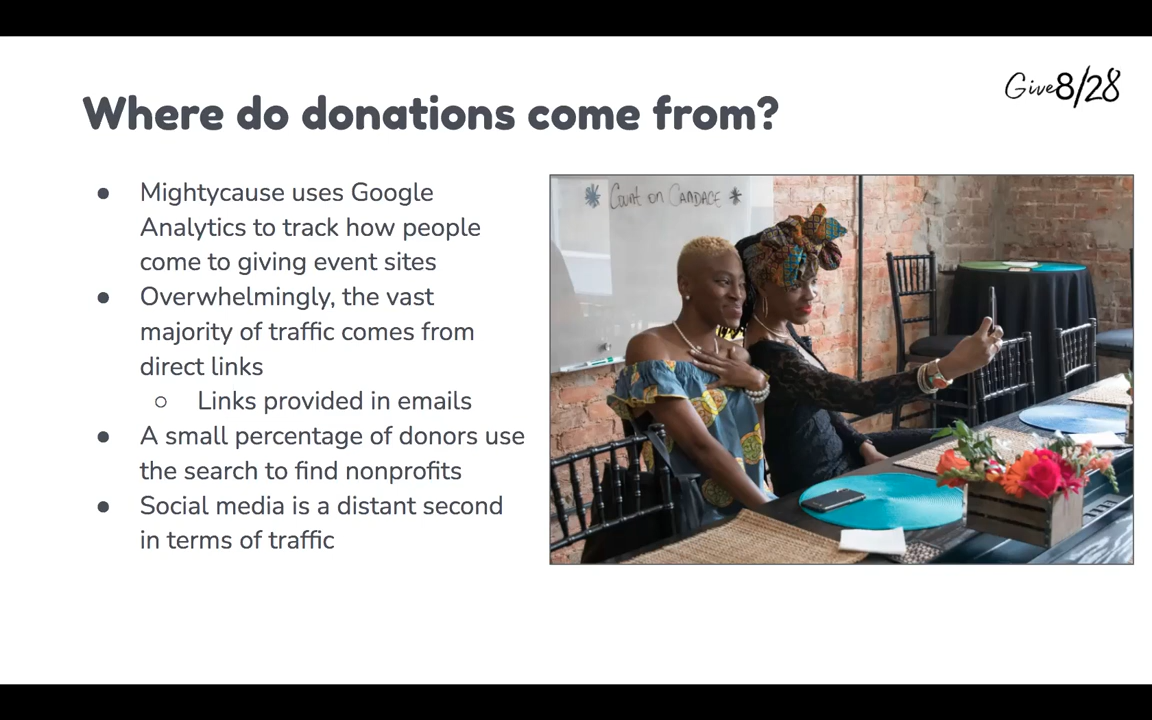 Give8/28
Where do donations come from?
● Mightycause uses Google
Analytics to track how people
come to giving event sites
● Overwhelmingly, the vast
majority of traffic comes from
direct links
○ Links provided in emails
● A small percentage of donors use
the search to find nonprofits
● Social media is a distant second
in terms of traffic
* Count on CANDACE *